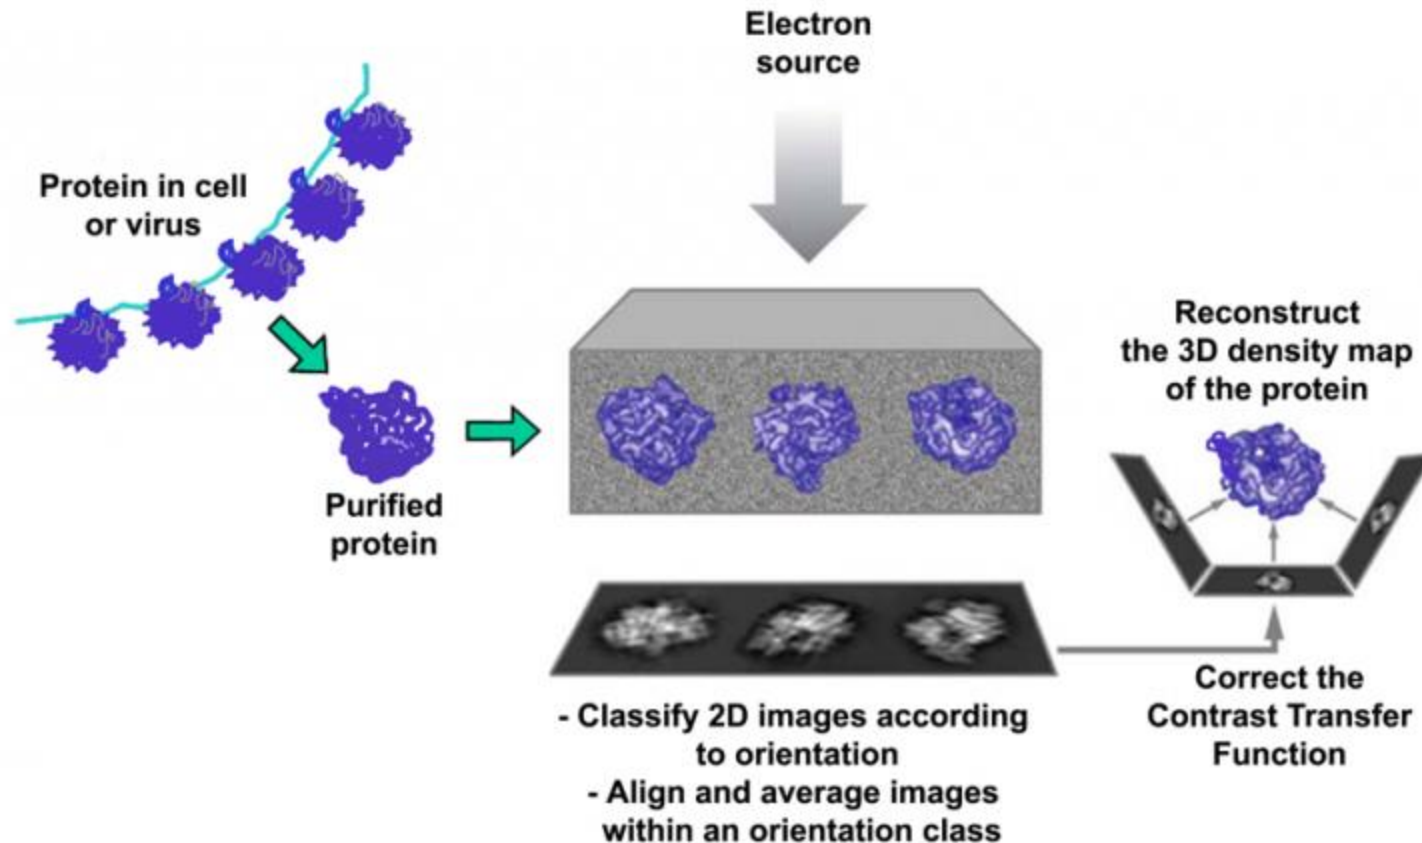 Electron
source
Protein in cell
or virus
Purified
protein
Reconstruct
the 3D density map
of the protein
- Classify 2D images according
to orientation
- Align and average images
within an orientation class
Correct the
Contrast Transfer
Function